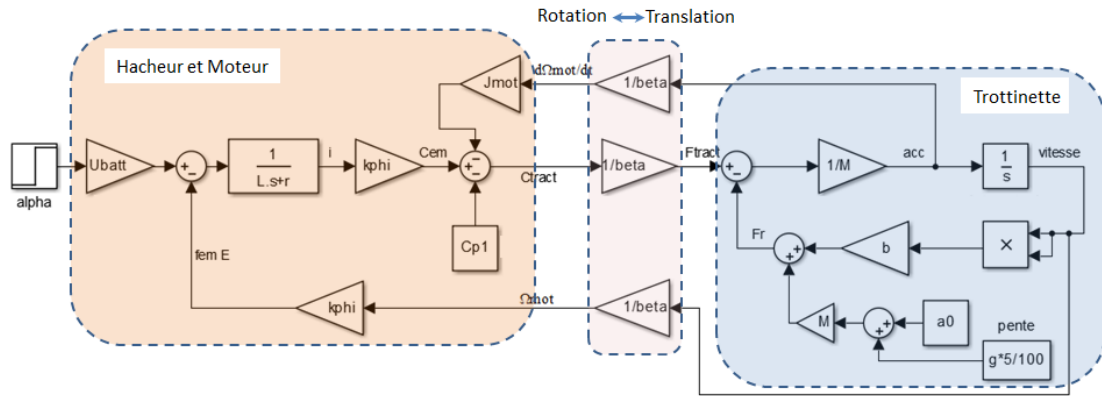 Rotation Translation
Hacheur et Moteur
Trottinette
dΩmot/dt
Jmot
1/beta
alpha
Ubatt
1
L.s+r
i
kphi
Cem
Ctract
1/beta
Ftract
1/M
acc
1
s
vitesse
Cp1
Fr
b
×
fem E
kphi
Ωmot
1/beta
M
a0
pente
g*5/100